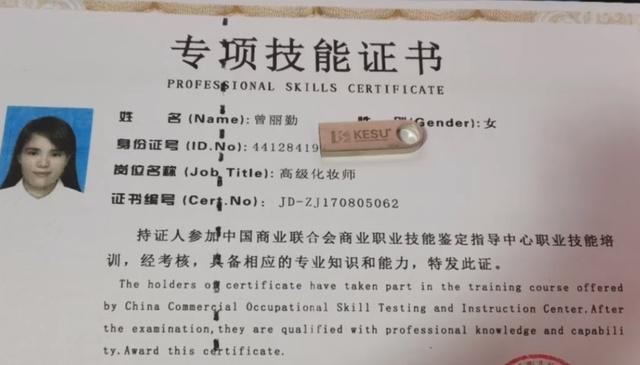 专项技能证书
PROFESSIONAL SKILLS CERTIFICATE
姓 名(Name):曾丽勤 性 别(Gender):女
身份证号(ID.No):44128419
KESU
岗位名称(Job Title):高级化妆师
证书编号(Cert.No): JD-ZJ170805062
持证人参加中国商业联合会商业职业技能鉴定指导中心职业技能培
训,经考核,具备相应的专业知识和能力,特发此证。
The holders of certificate have taken part in the training course offered
by China Commercial Occupational Skill Testing and Instruction Center.After
the examination,they are qualified with professional knowledge and capabili
ty.Award this certificate.